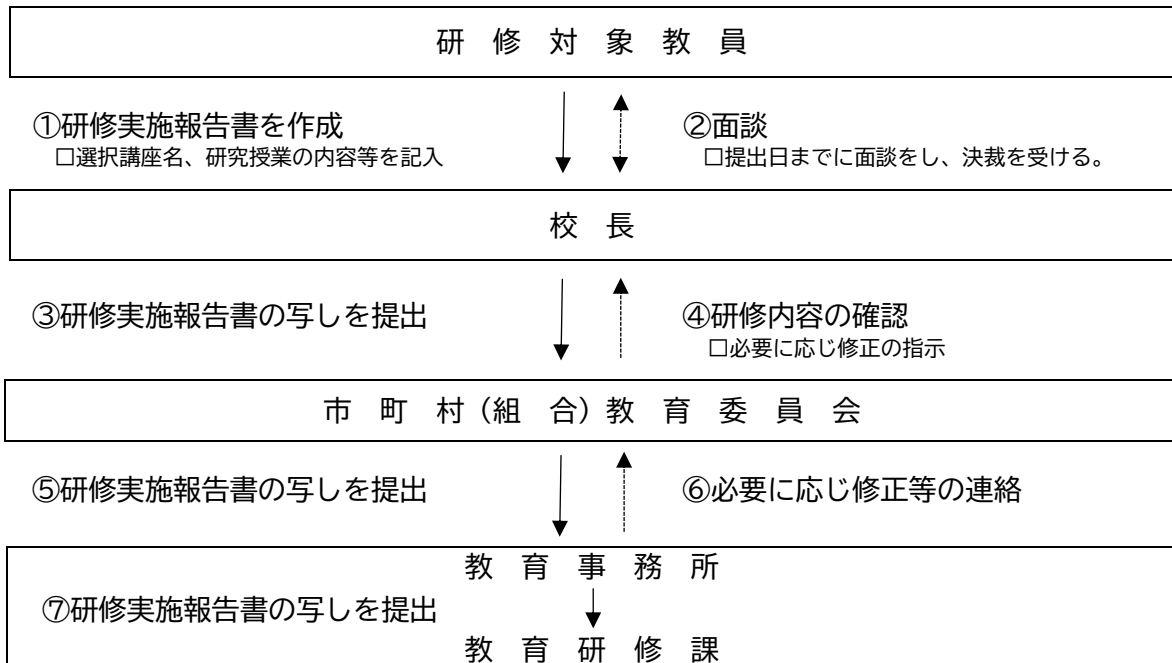 研 修 対 象 教 員
①研修実施報告書を作成
□選択講座名、研究授業の内容等を記入
②面談
□提出日までに面談をし、決裁を受ける。
校 長
③研修実施報告書の写しを提出
④研修内容の確認
□必要に応じ修正の指示
市 町 村（組 合）教 育 委 員 会
⑤研修実施報告書の写しを提出
⑥必要に応じ修正等の連絡
教 育 事 務 所
⑦研修実施報告書の写しを提出
教 育 研 修 課